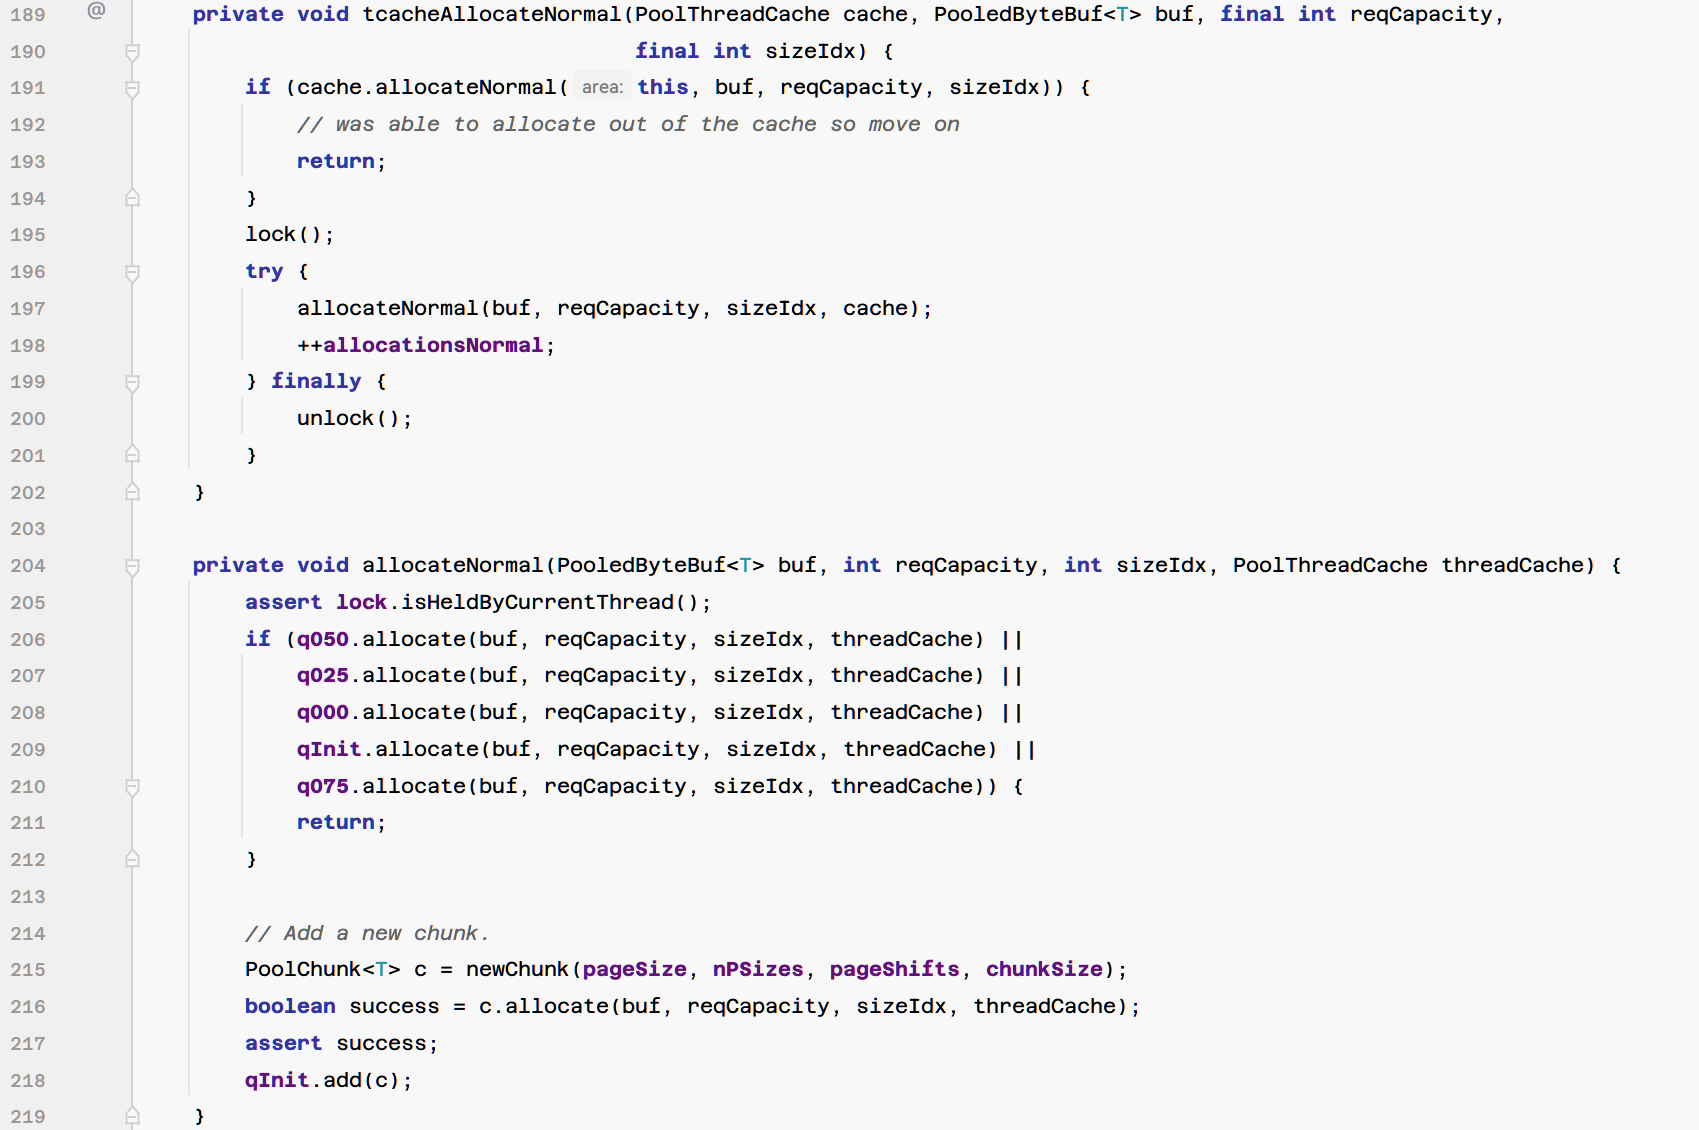 189 @ private void tcacheAllocateNormal(PoolThreadCache cache, PooledByteBuf<T> buf, final int reqCapacity,
190 final int sizeIdx) {
191 if (cache.allocateNormal( area: this, buf, reqCapacity, sizeIdx)) {
192 // was able to allocate out of the cache so move on
193 return;
194 }
195 lock();
196 try {
197 allocateNormal(buf, reqCapacity, sizeIdx, cache);
198 ++allocationsNormal;
199 } finally {
200 unlock();
201 }
202 }
203
204 private void allocateNormal(PooledByteBuf<T> buf, int reqCapacity, int sizeIdx, PoolThreadCache threadCache) {
205 assert lock.isHeldByCurrentThread();
206 if (q050.allocate(buf, reqCapacity, sizeIdx, threadCache) ||
207 q025.allocate(buf, reqCapacity, sizeIdx, threadCache) ||
208 q000.allocate(buf, reqCapacity, sizeIdx, threadCache) ||
209 qInit.allocate(buf, reqCapacity, sizeIdx, threadCache) ||
210 q075.allocate(buf, reqCapacity, sizeIdx, threadCache)) {
211 return;
212 }
213
214 // Add a new chunk.
215 PoolChunk<T> c = newChunk(pageSize, nPSizes, pageShifts, chunkSize);
216 boolean success = c.allocate(buf, reqCapacity, sizeIdx, threadCache);
217 assert success;
218 qInit.add(c);
219 }